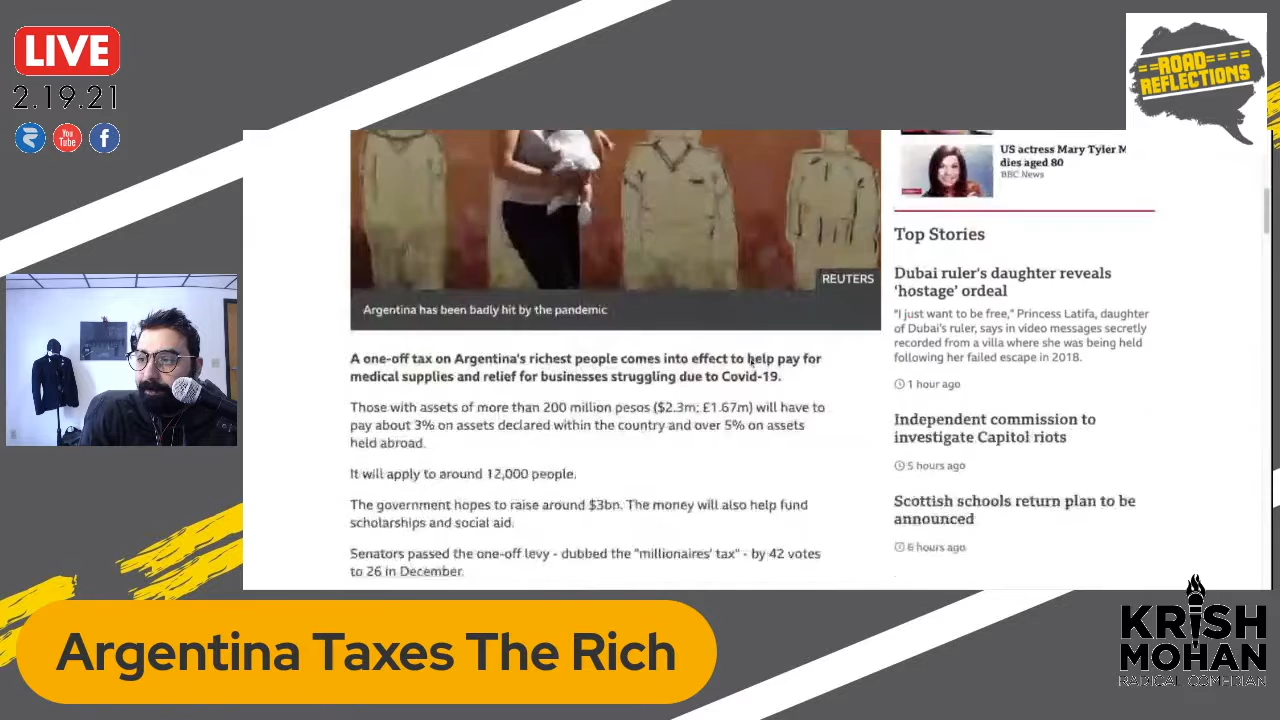 LIVE
2.19.21
You
Tube
==ROAD====
REFLECTIONS
US actress Mary Tyler M
dies aged 80
BBC News
REUTERS
Argentina has been badly hit by the pandemic
A one-off tax on Argentina's richest people comes into effect to help pay for
medical supplies and relief for businesses struggling due to Covid-19.
Those with assets of more than 200 million pesos ($2.3m; £1.67m) will have to
pay about 3% on assets declared within the country and over 5% on assets
held abroad.
It will apply to around 12,000 people.
The government hopes to raise around $3bn. The money will also help fund
scholarships and social aid.
Senators passed the one-off levy - dubbed the "millionaires' tax" - by 42 votes
to 26 in December.
Top Stories
Dubai ruler's daughter reveals
'hostage' ordeal
"I just want to be free," Princess Latifa, daughter
of Dubai's ruler, says in video messages secretly
recorded from a villa where she was being held
following her failed escape in 2018.
1 hour ago
Independent commission to
investigate Capitol riots
5 hours ago
Scottish schools return plan to be
announced
6 hours ago
Argentina Taxes The Rich
KRISH
MOHAN
RADICAL COMEDIAN